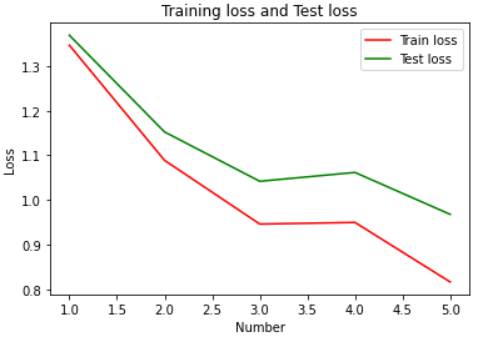 Training loss and Test loss
Train loss
Test loss
1.3
1.2
1.1
1.0
0.9
0.8
Loss
1.0 1.5 2.0 2.5 3.0 3.5 4.0 4.5 5.0
Number